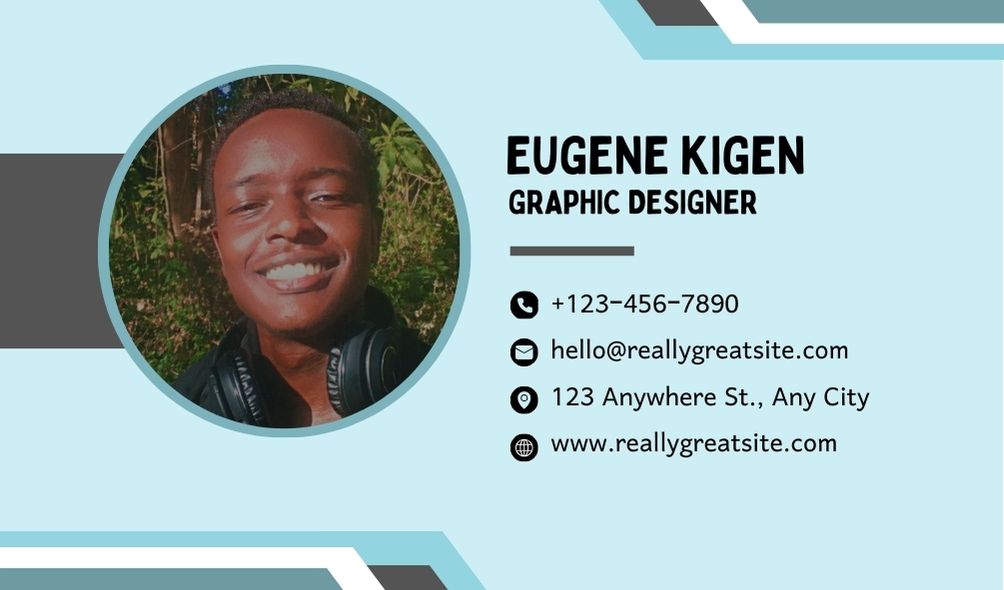 EUGENE KIGEN
GRAPHIC DESIGNER
+123-456-7890
hello@reallygreatsite.com
123 Anywhere St., Any City
www.reallygreatsite.com